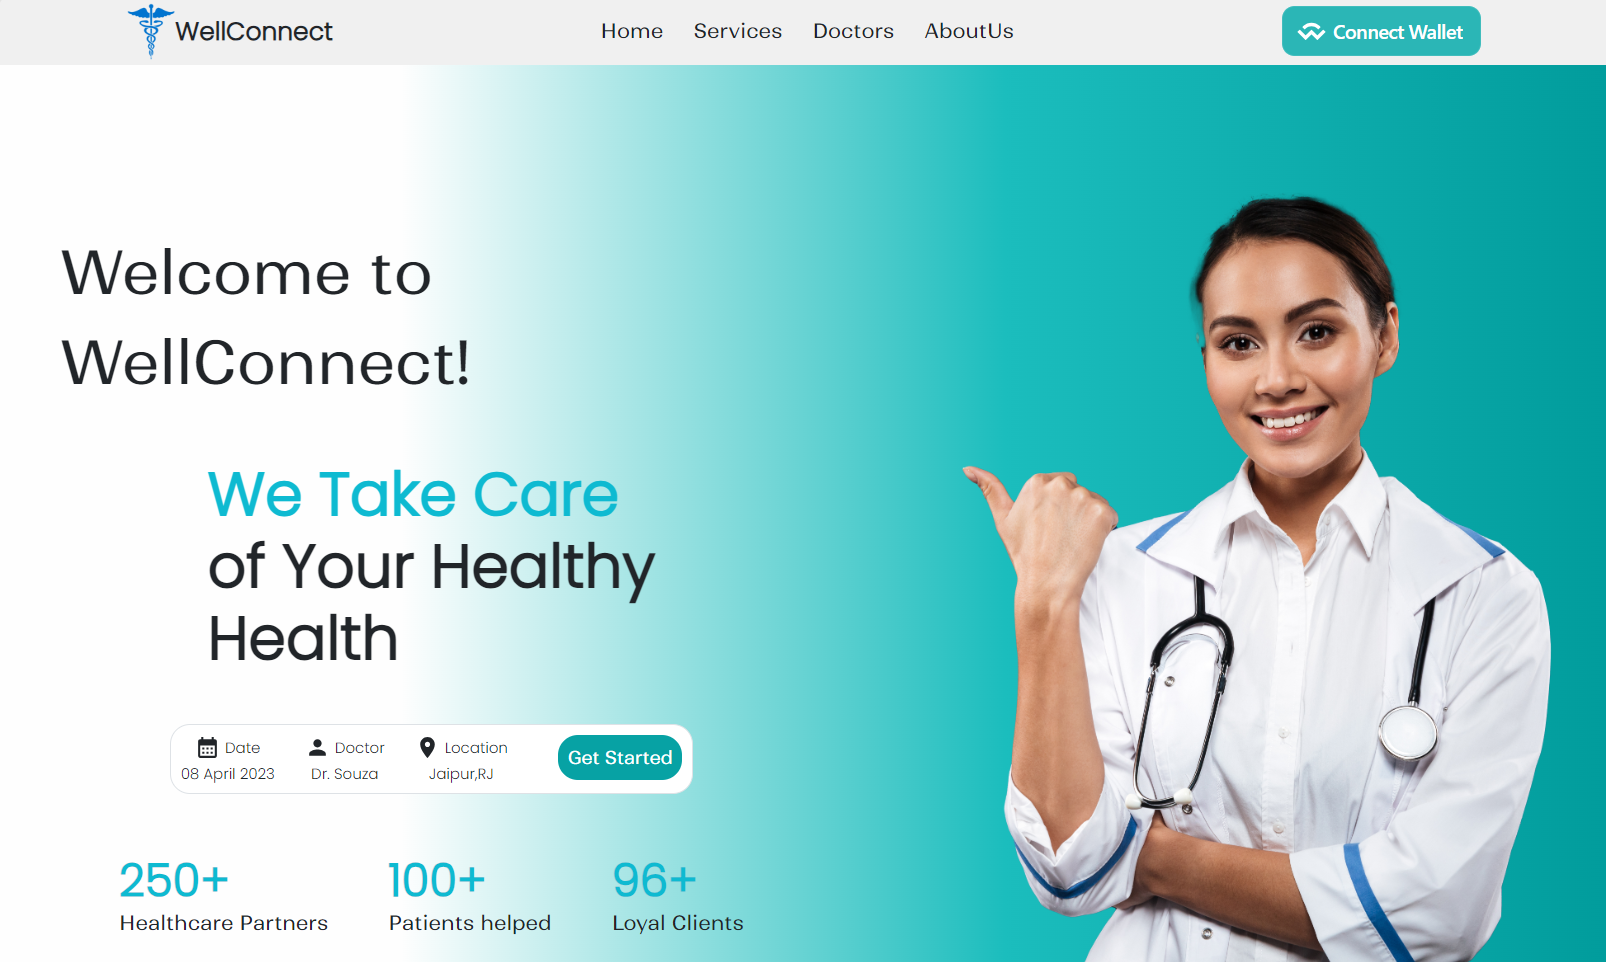 WellConnect
Home Services Doctors AboutUs
Connect Wallet
Welcome to
WellConnect!
We Take Care
of Your Healthy
Health
Date Doctor Location
08 April 2023 Dr. Souza Jaipur,RJ
Get Started
250+ 100+ 96+
Healthcare Partners Patients helped Loyal Clients